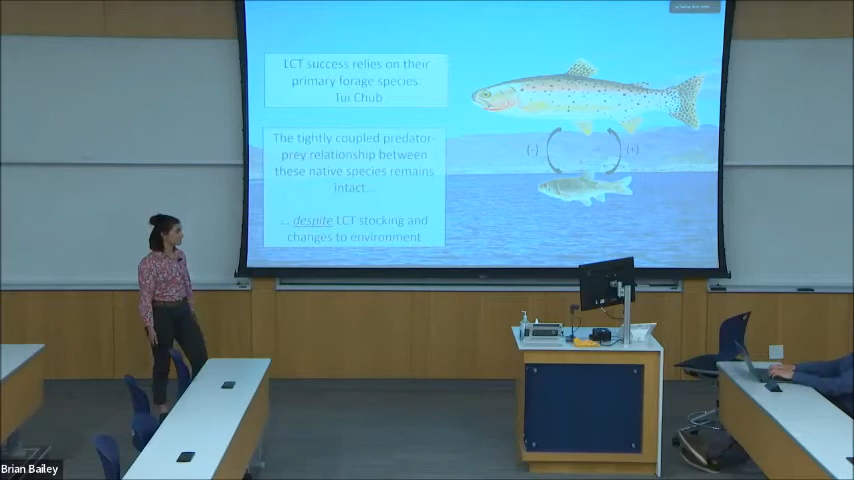 LCT success relies on their
primary forage species:
Tui Chub
The tightly coupled predator-
prey relationship between
these native species remains
intact...
... despite LCT stocking and
changes to environment
(-)
(+)
Brian Bailey